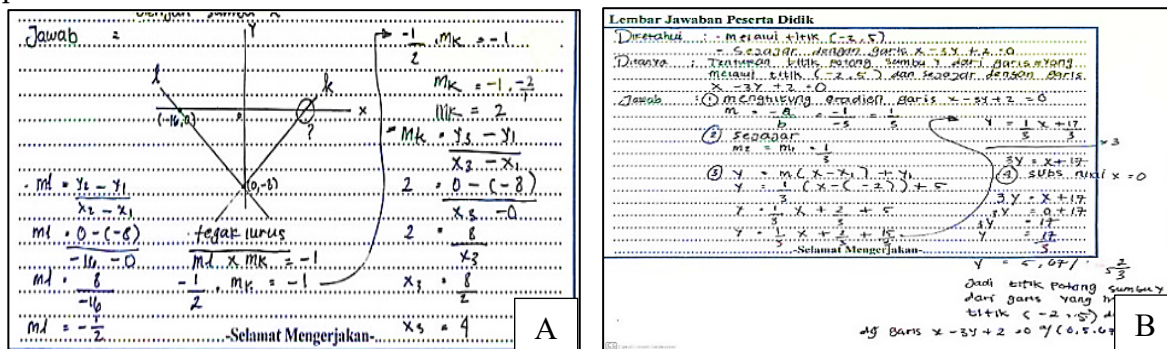 dengan sumbu x
Jawab :
Y
l
k
x
(-16,0)
?
(0,-8)
ml = y₂ - y₁
x₂ - x₁
ml = 0 - (-8)
-16 - 0
ml = 8
-16
ml = -1/2
tegak lurus
ml x mk = -1
-1/2 . mk = -1
-1/2 . mk = -1
mk = -1 . -2/1
mk = 2
mk = y₃ - y₁
x₃ - x₁
2 = 0 - (-8)
x₃ - 0
2 = 8
x₃
x₃ = 8
2
x₃ = 4
-Selamat Mengerjakan-
A
Lembar Jawaban Peserta Didik
Diketahui : - melalui titik (-2,5)
- Sejajar dengan garis x - 3y + 2 = 0
Ditanya : Tentukan titik potong sumbu y dari garis yang
melalui titik (-2,5) dan sejajar dengan garis
x - 3y + 2 = 0
Jawab : ① menghitung gradien garis x - 3y + 2 = 0
m = -a/b = -1/-3 = 1/3
② sejajar
m₂ = m₁ = 1/3
③ y = m(x - x₁) + y₁
y = 1/3 (x - (-2)) + 5
y = 1/3 x + 2/3 + 5
y = 1/3 x + 2/3 + 15/3
y = 1/3 x + 17/3
x 3
3y = x + 17
④ subs nilai x = 0
3y = x + 17
3y = 0 + 17
3y = 17
y = 17/3
-Selamat Mengerjakan-
y = 5,67 / 5 2/3
Jadi titik potong sumbu y
dari garis yang
titik (-2,5)
dg garis x - 3y + 2 = 0 (0,5,67
B